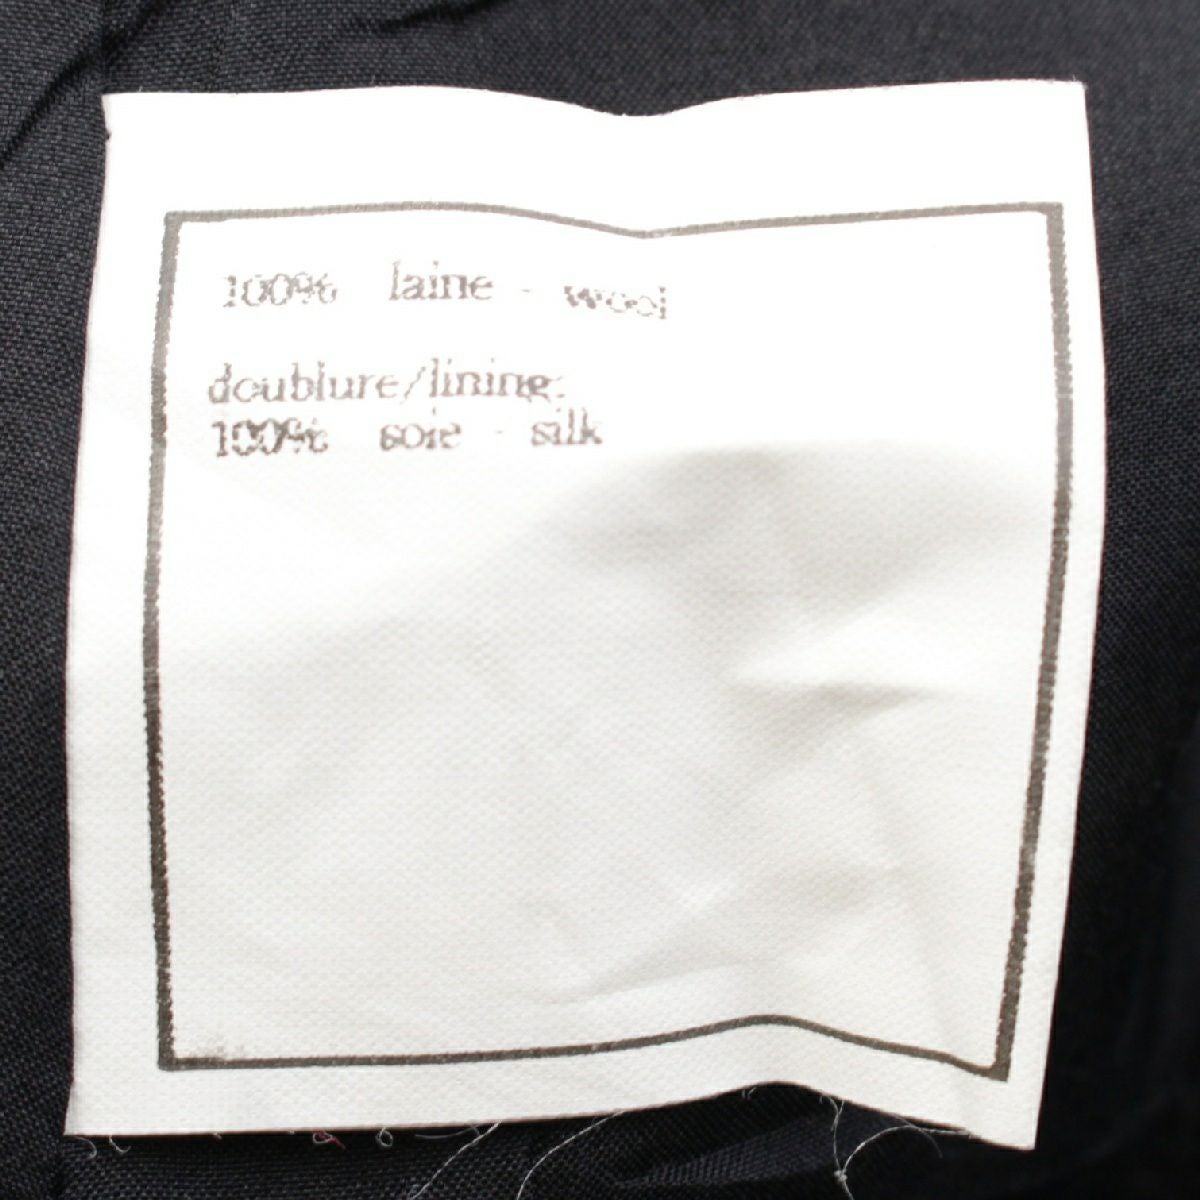 100% laine - wool
doublure/lining:
100% soie - silk